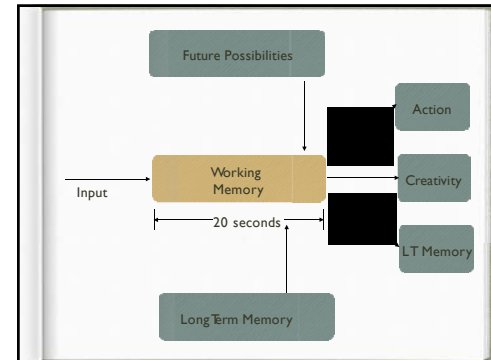 Future Possibilities
Action
Working
Memory
Creativity
Input
20 seconds
LT Memory
Long Term Memory